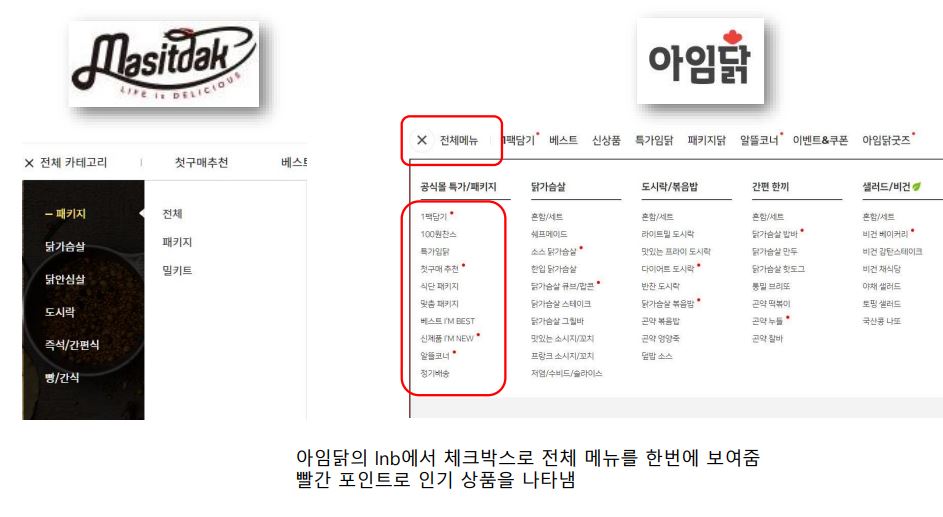 Masitdak
LIFE is DELICIOUS
아임닭
✕ 전체 카테고리 첫구매추천 베스트
– 패키지
닭가슴살
닭안심살
도시락
즉석/간편식
빵/간식
전체
패키지
밀키트
✕ 전체메뉴 1팩담기 베스트 신상품 특가임닭 패키지닭 알뜰코너 이벤트&쿠폰 아임닭굿즈
공식몰 특가/패키지
1팩담기
100원찬스
특가임닭
첫구매 추천
식단 패키지
맞춤 패키지
베스트 I'M BEST
신제품 I'M NEW
알뜰코너
정기배송
닭가슴살
혼합/세트
쉐프메이드
소스 닭가슴살
한입 닭가슴살
닭가슴살 큐브/팝콘
닭가슴살 스테이크
닭가슴살 그릴바
맛있는 소시지/꼬치
프랑크 소시지/꼬치
저염/수비드/슬라이스
도시락/볶음밥
혼합/세트
라이트밀 도시락
맛있는 프라이 도시락
다이어트 도시락
반찬 도시락
닭가슴살 볶음밥
곤약 볶음밥
곤약 영양죽
덮밥 소스
간편 한끼
혼합/세트
닭가슴살 밥바
닭가슴살 만두
닭가슴살 핫도그
통밀 브리또
곤약 떡볶이
곤약 누들
곤약 찰바
샐러드/비건
혼합/세트
비건 베이커리
비건 감탄스테이크
비건 채식당
야채 샐러드
토핑 샐러드
국산콩 나또
아임닭의 lnb에서 체크박스로 전체 메뉴를 한번에 보여줌
빨간 포인트로 인기 상품을 나타냄